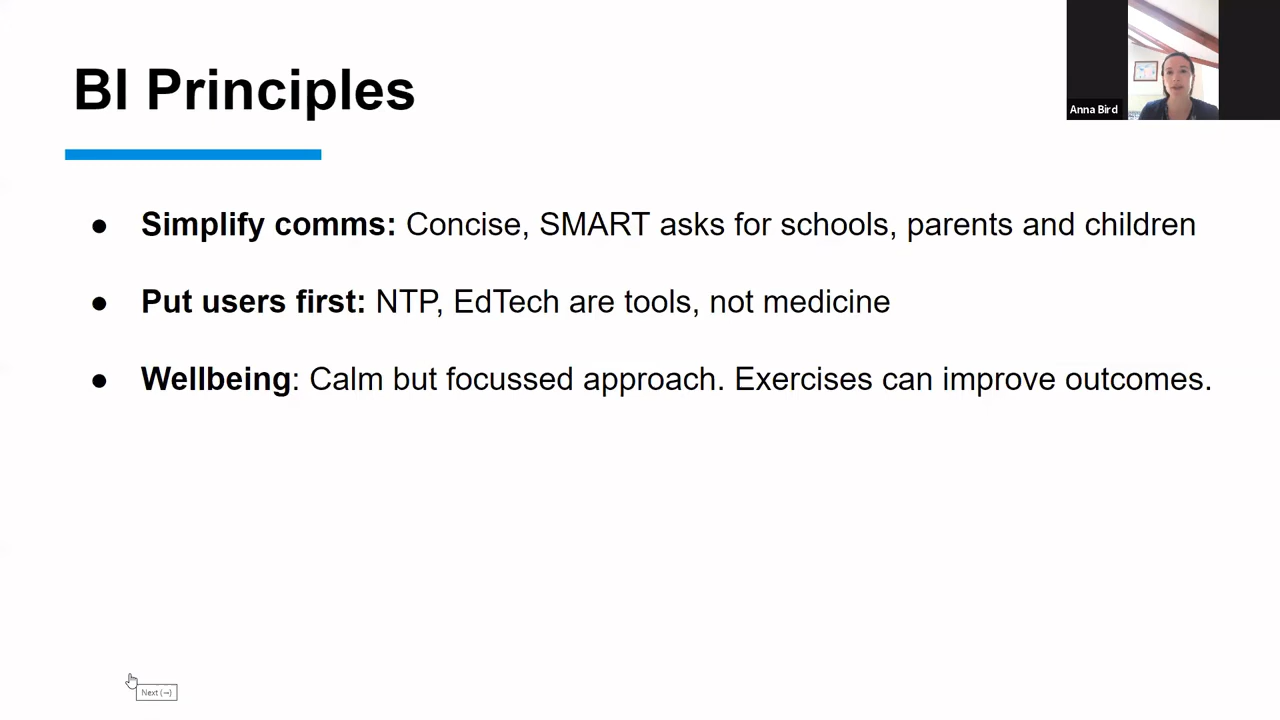 BI Principles
Anna Bird
● Simplify comms: Concise, SMART asks for schools, parents and children
● Put users first: NTP, EdTech are tools, not medicine
● Wellbeing: Calm but focussed approach. Exercises can improve outcomes.
Next (→)